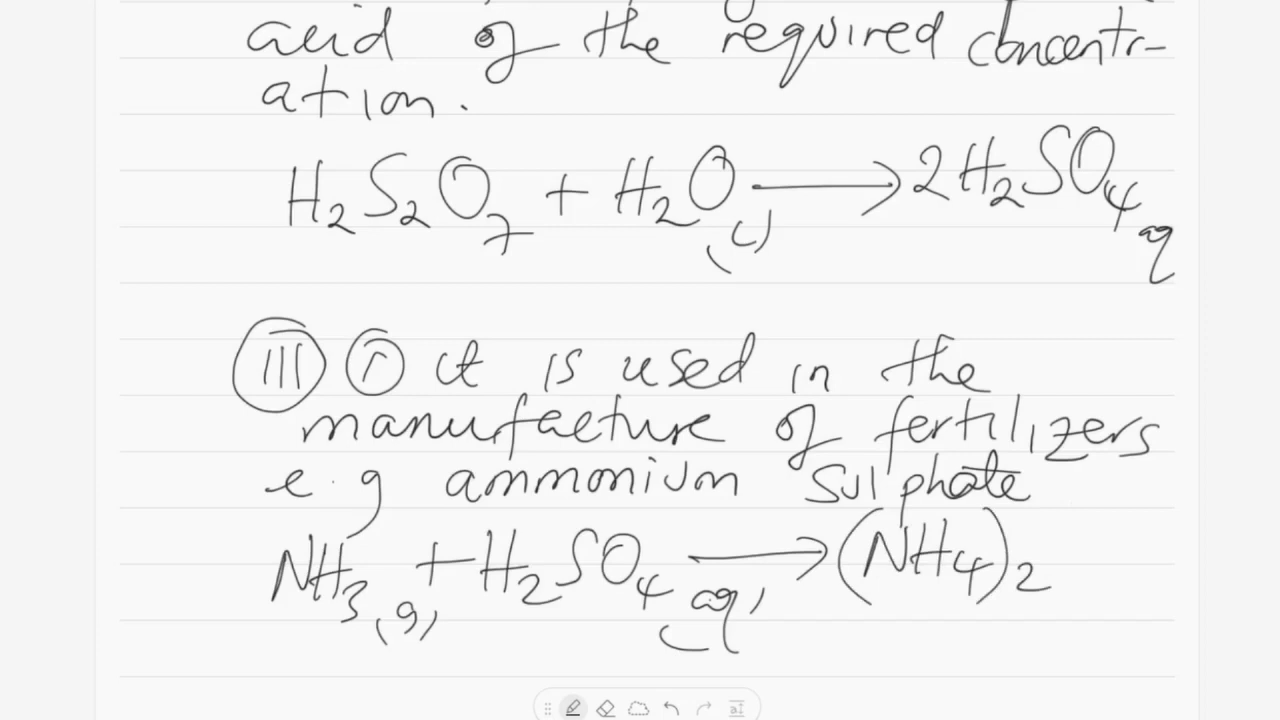 acid of the required concentr-
ation.
H₂S₂O₇ + H₂O(l) ⟶ 2H₂SO₄ aq
(III) (i) it is used in the
manufacture of fertilizers
e.g ammonium sulphate
NH₃(g) + H₂SO₄(aq) ⟶ (NH₄)₂